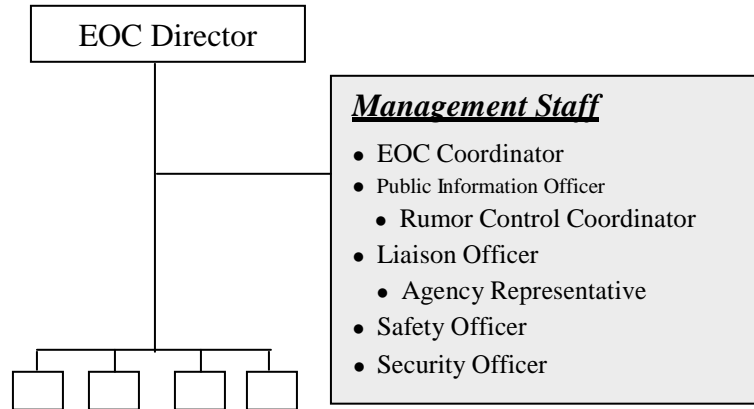 EOC Director
Management Staff
• EOC Coordinator
• Public Information Officer
• Rumor Control Coordinator
• Liaison Officer
• Agency Representative
• Safety Officer
• Security Officer